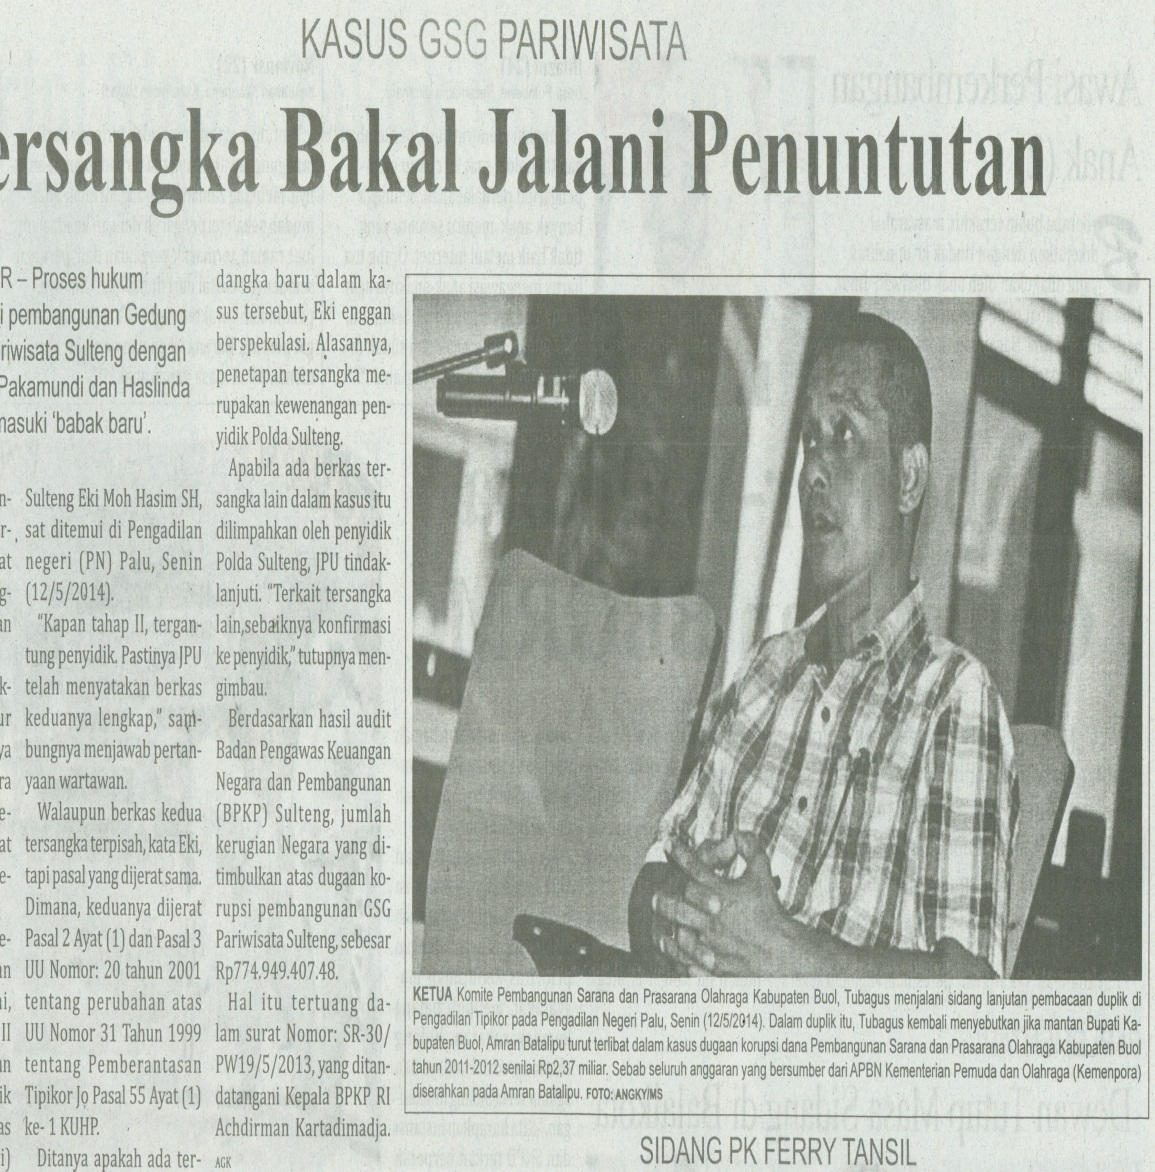 KASUS GSG PARIWISATA
ersangka Bakal Jalani Penuntutan
R – Proses hukum
i pembangunan Gedung
riwisata Sulteng dengan
Pakamundi dan Haslinda
masuki ‘babak baru’.
Sulteng Eki Moh Hasim SH,
sat ditemui di Pengadilan
negeri (PN) Palu, Senin
(12/5/2014).
“Kapan tahap II, tergan-
tung penyidik. Pastinya JPU
telah menyatakan berkas
keduanya lengkap,” sam-
bungnya menjawab pertan-
yaan wartawan.
Walaupun berkas kedua
tersangka terpisah, kata Eki,
tapi pasal yang dijerat sama.
Dimana, keduanya dijerat
Pasal 2 Ayat (1) dan Pasal 3
UU Nomor: 20 tahun 2001
tentang perubahan atas
UU Nomor 31 Tahun 1999
tentang Pemberantasan
Tipikor Jo Pasal 55 Ayat (1)
ke- 1 KUHP.
Ditanya apakah ada ter-
dangka baru dalam ka-
sus tersebut, Eki enggan
berspekulasi. Alasannya,
penetapan tersangka me-
rupakan kewenangan pen-
yidik Polda Sulteng.
Apabila ada berkas ter-
sangka lain dalam kasus itu
dilimpahkan oleh penyidik
Polda Sulteng, JPU tindak-
lanjuti. “Terkait tersangka
lain,sebaiknya konfirmasi
ke penyidik,” tutupnya men-
gimbau.
Berdasarkan hasil audit
Badan Pengawas Keuangan
Negara dan Pembangunan
(BPKP) Sulteng, jumlah
kerugian Negara yang di-
timbulkan atas dugaan ko-
rupsi pembangunan GSG
Pariwisata Sulteng, sebesar
Rp774.949.407.48.
Hal itu tertuang da-
lam surat Nomor: SR-30/
PW19/5/2013, yang ditan-
datangani Kepala BPKP RI
Achdirman Kartadimadja.
AGK
KETUA Komite Pembangunan Sarana dan Prasarana Olahraga Kabupaten Buol, Tubagus menjalani sidang lanjutan pembacaan duplik di
Pengadilan Tipikor pada Pengadilan Negeri Palu, Senin (12/5/2014). Dalam duplik itu, Tubagus kembali menyebutkan jika mantan Bupati Ka-
bupaten Buol, Amran Batalipu turut terlibat dalam kasus dugaan korupsi dana Pembangunan Sarana dan Prasarana Olahraga Kabupaten Buol
tahun 2011-2012 senilai Rp2,37 miliar. Sebab seluruh anggaran yang bersumber dari APBN Kementerian Pemuda dan Olahraga (Kemenpora)
diserahkan pada Amran Batalipu. FOTO: ANGKY/MS
SIDANG PK FERRY TANSIL